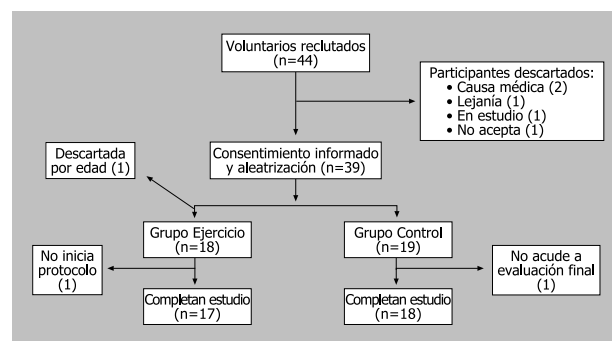 Voluntarios reclutados
(n=44)
Participantes descartados:
• Causa médica (2)
• Lejanía (1)
• En estudio (1)
• No acepta (1)
Descartada
por edad (1)
Consentimiento informado
y aleatrización (n=39)
Grupo Ejercicio
(n=18)
Grupo Control
(n=19)
No inicia
protocolo
(1)
No acude a
evaluación final
(1)
Completan estudio
(n=17)
Completan estudio
(n=18)